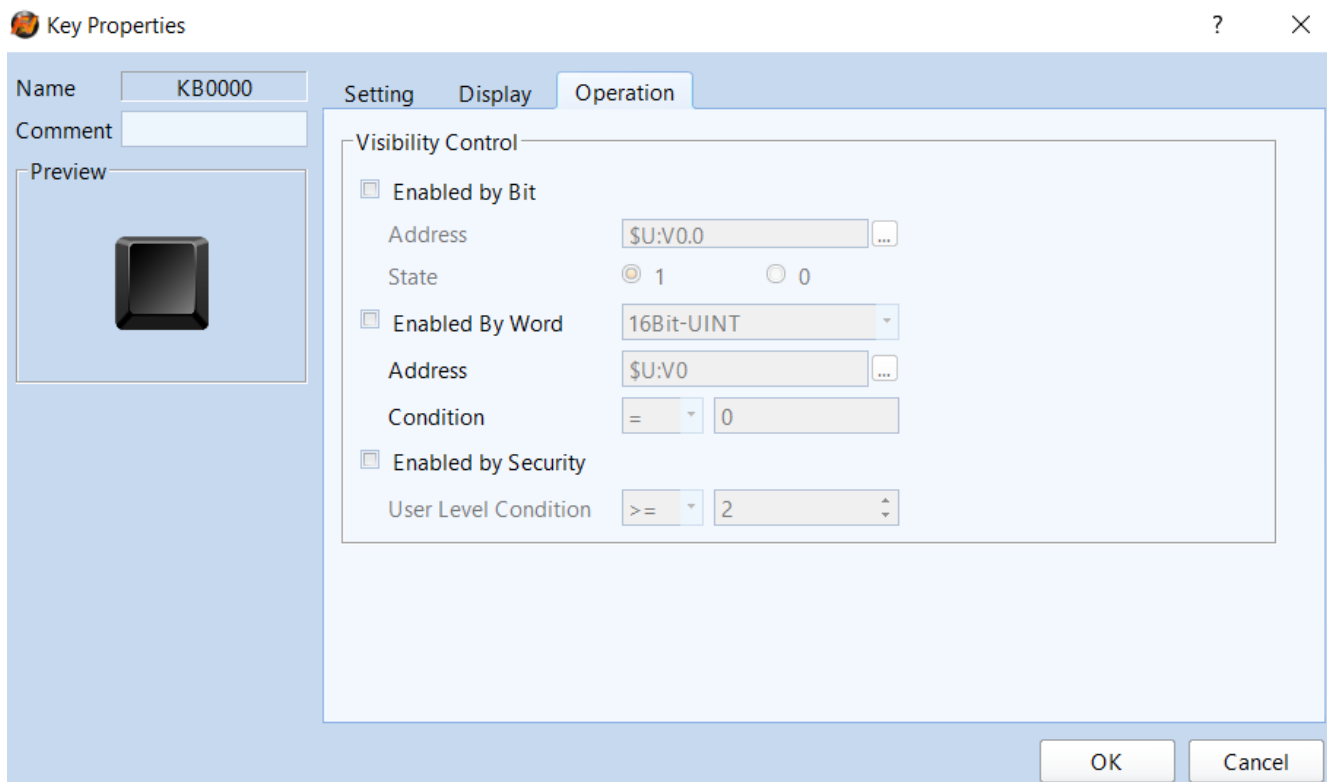 Key Properties ? ×
Name KB0000
Comment
Preview
Setting Display Operation
Visibility Control
Enabled by Bit
Address $U:V0.0 ...
State 1 0
Enabled By Word 16Bit-UINT
Address $U:V0 ...
Condition = 0
Enabled by Security
User Level Condition >= 2
OK Cancel